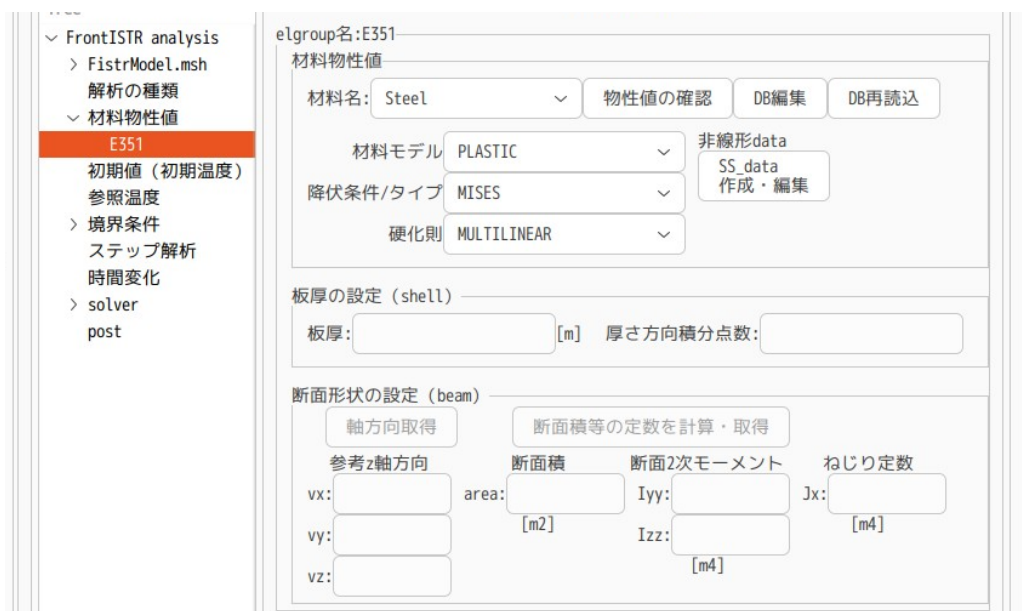 FrontISTR analysis
FistrModel.msh
解析の種類
材料物性値
E351
初期値（初期温度）
参照温度
境界条件
ステップ解析
時間変化
solver
post
elgroup名:E351
材料物性値
材料名: Steel 物性値の確認 DB編集 DB再読込
材料モデル PLASTIC 非線形data
降伏条件/タイプ MISES SS_data
作成・編集
硬化則 MULTILINEAR
板厚の設定（shell）
板厚: [m] 厚さ方向積分点数:
断面形状の設定（beam）
軸方向取得 断面積等の定数を計算・取得
参考z軸方向 断面積 断面2次モーメント ねじり定数
vx: area: Iyy: Jx:
[m2] [m4]
vy: Izz:
[m4]
vz: